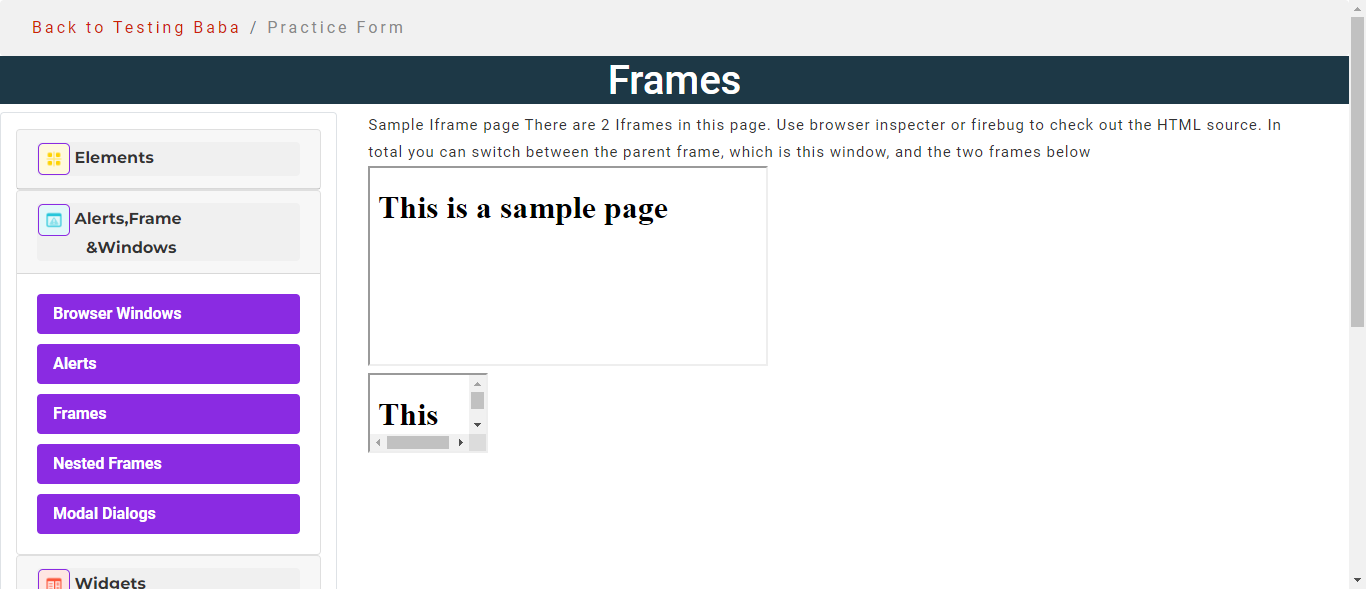 Back to Testing Baba / Practice Form
Frames
Elements
Alerts,Frame
&Windows
Browser Windows
Alerts
Frames
Nested Frames
Modal Dialogs
Widgets
Sample Iframe page There are 2 Iframes in this page. Use browser inspecter or firebug to check out the HTML source. In
total you can switch between the parent frame, which is this window, and the two frames below
This is a sample page
This